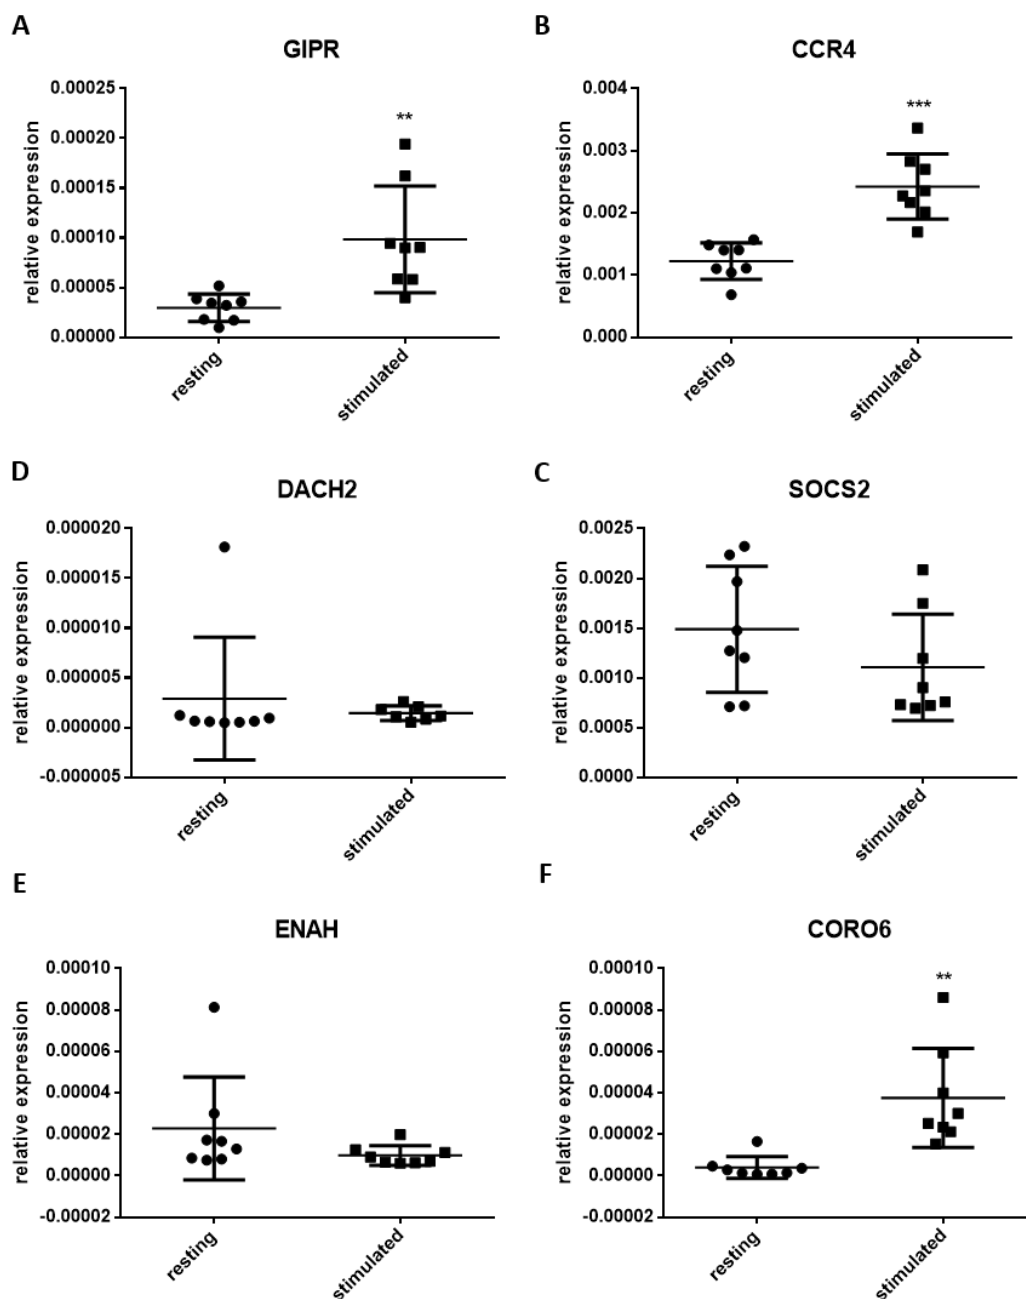 A
GIPR
relative expression
0.00025
0.00020
0.00015
0.00010
0.00005
0.00000
**
resting
stimulated
B
CCR4
relative expression
0.004
0.003
0.002
0.001
0.000
***
resting
stimulated
D
DACH2
relative expression
0.000020
0.000015
0.000010
0.000005
0.000000
-0.000005
resting
stimulated
C
SOCS2
relative expression
0.0025
0.0020
0.0015
0.0010
0.0005
0.0000
resting
stimulated
E
ENAH
relative expression
0.00010
0.00008
0.00006
0.00004
0.00002
0.00000
-0.00002
resting
stimulated
F
CORO6
relative expression
0.00010
0.00008
0.00006
0.00004
0.00002
0.00000
-0.00002
**
resting
stimulated